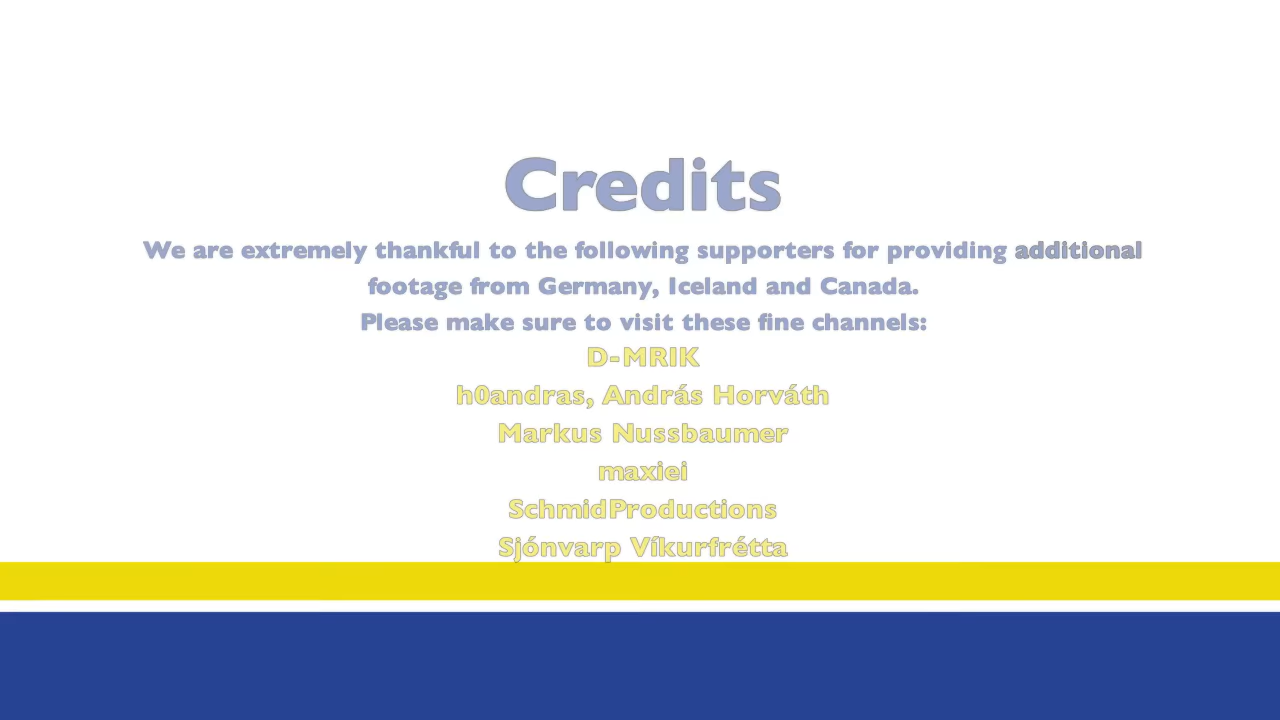 Credits
We are extremely thankful to the following supporters for providing additional
footage from Germany, Iceland and Canada.
Please make sure to visit these fine channels:
D-MRIK
h0andras, András Horváth
Markus Nussbaumer
maxiei
SchmidProductions
Sjónvarp Víkurfrétta